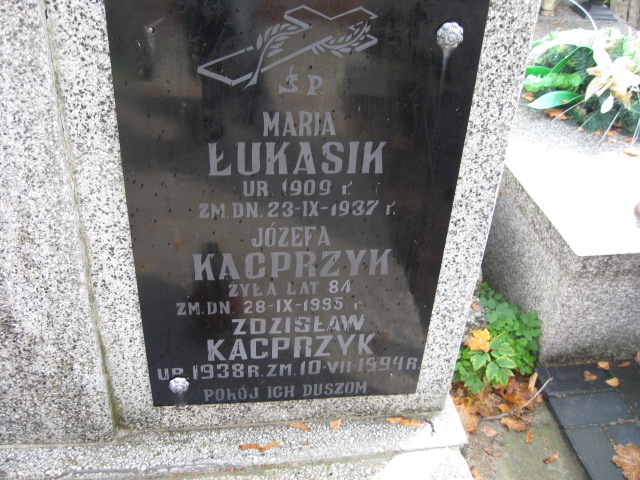 Ś P
MARIA
ŁUKASIK
UR. 1909 r.
ZM. DN. 23-IX-1937 r.
JÓZEFA
KACPRZYK
ŻYŁA LAT 84
ZM. DN. 28-IX-1995 r.
ZDZISŁAW
KACPRZYK
UR. 1938 R. ZM. 10-VII-1994 R.
POKÓJ ICH DUSZOM